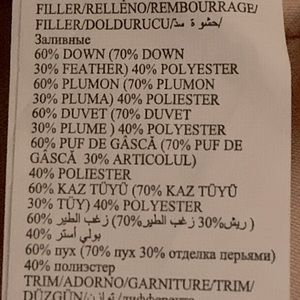 FILLER/RELLENO/REMBOURRAGE/
FILLER/DOLDURUCU/حشوة سد/
Заливные
60% DOWN (70% DOWN
30% FEATHER) 40% POLYESTER
60% PLUMON (70% PLUMON
30% PLUMA) 40% POLIESTER
60% DUVET (70% DUVET
30% PLUME ) 40% POLYESTER
60% PUF DE GÂSCĂ (70% PUF DE
GÂSCĂ  30% ARTICOLUL)
40% POLIESTER
60% KAZ TÜYÜ (70% KAZ TÜYÜ
30% TÜY) 40% POLYESTER
60% زغب الطير (70% زغب الطير 30% ريش)
40% بولي أستر
60% пух (70% пух 30% отделка перьями)
40% полиэстер
TRIM/ADORNO/GARNITURE/TRIM/
DÜZGÜN/توازن/дифферента